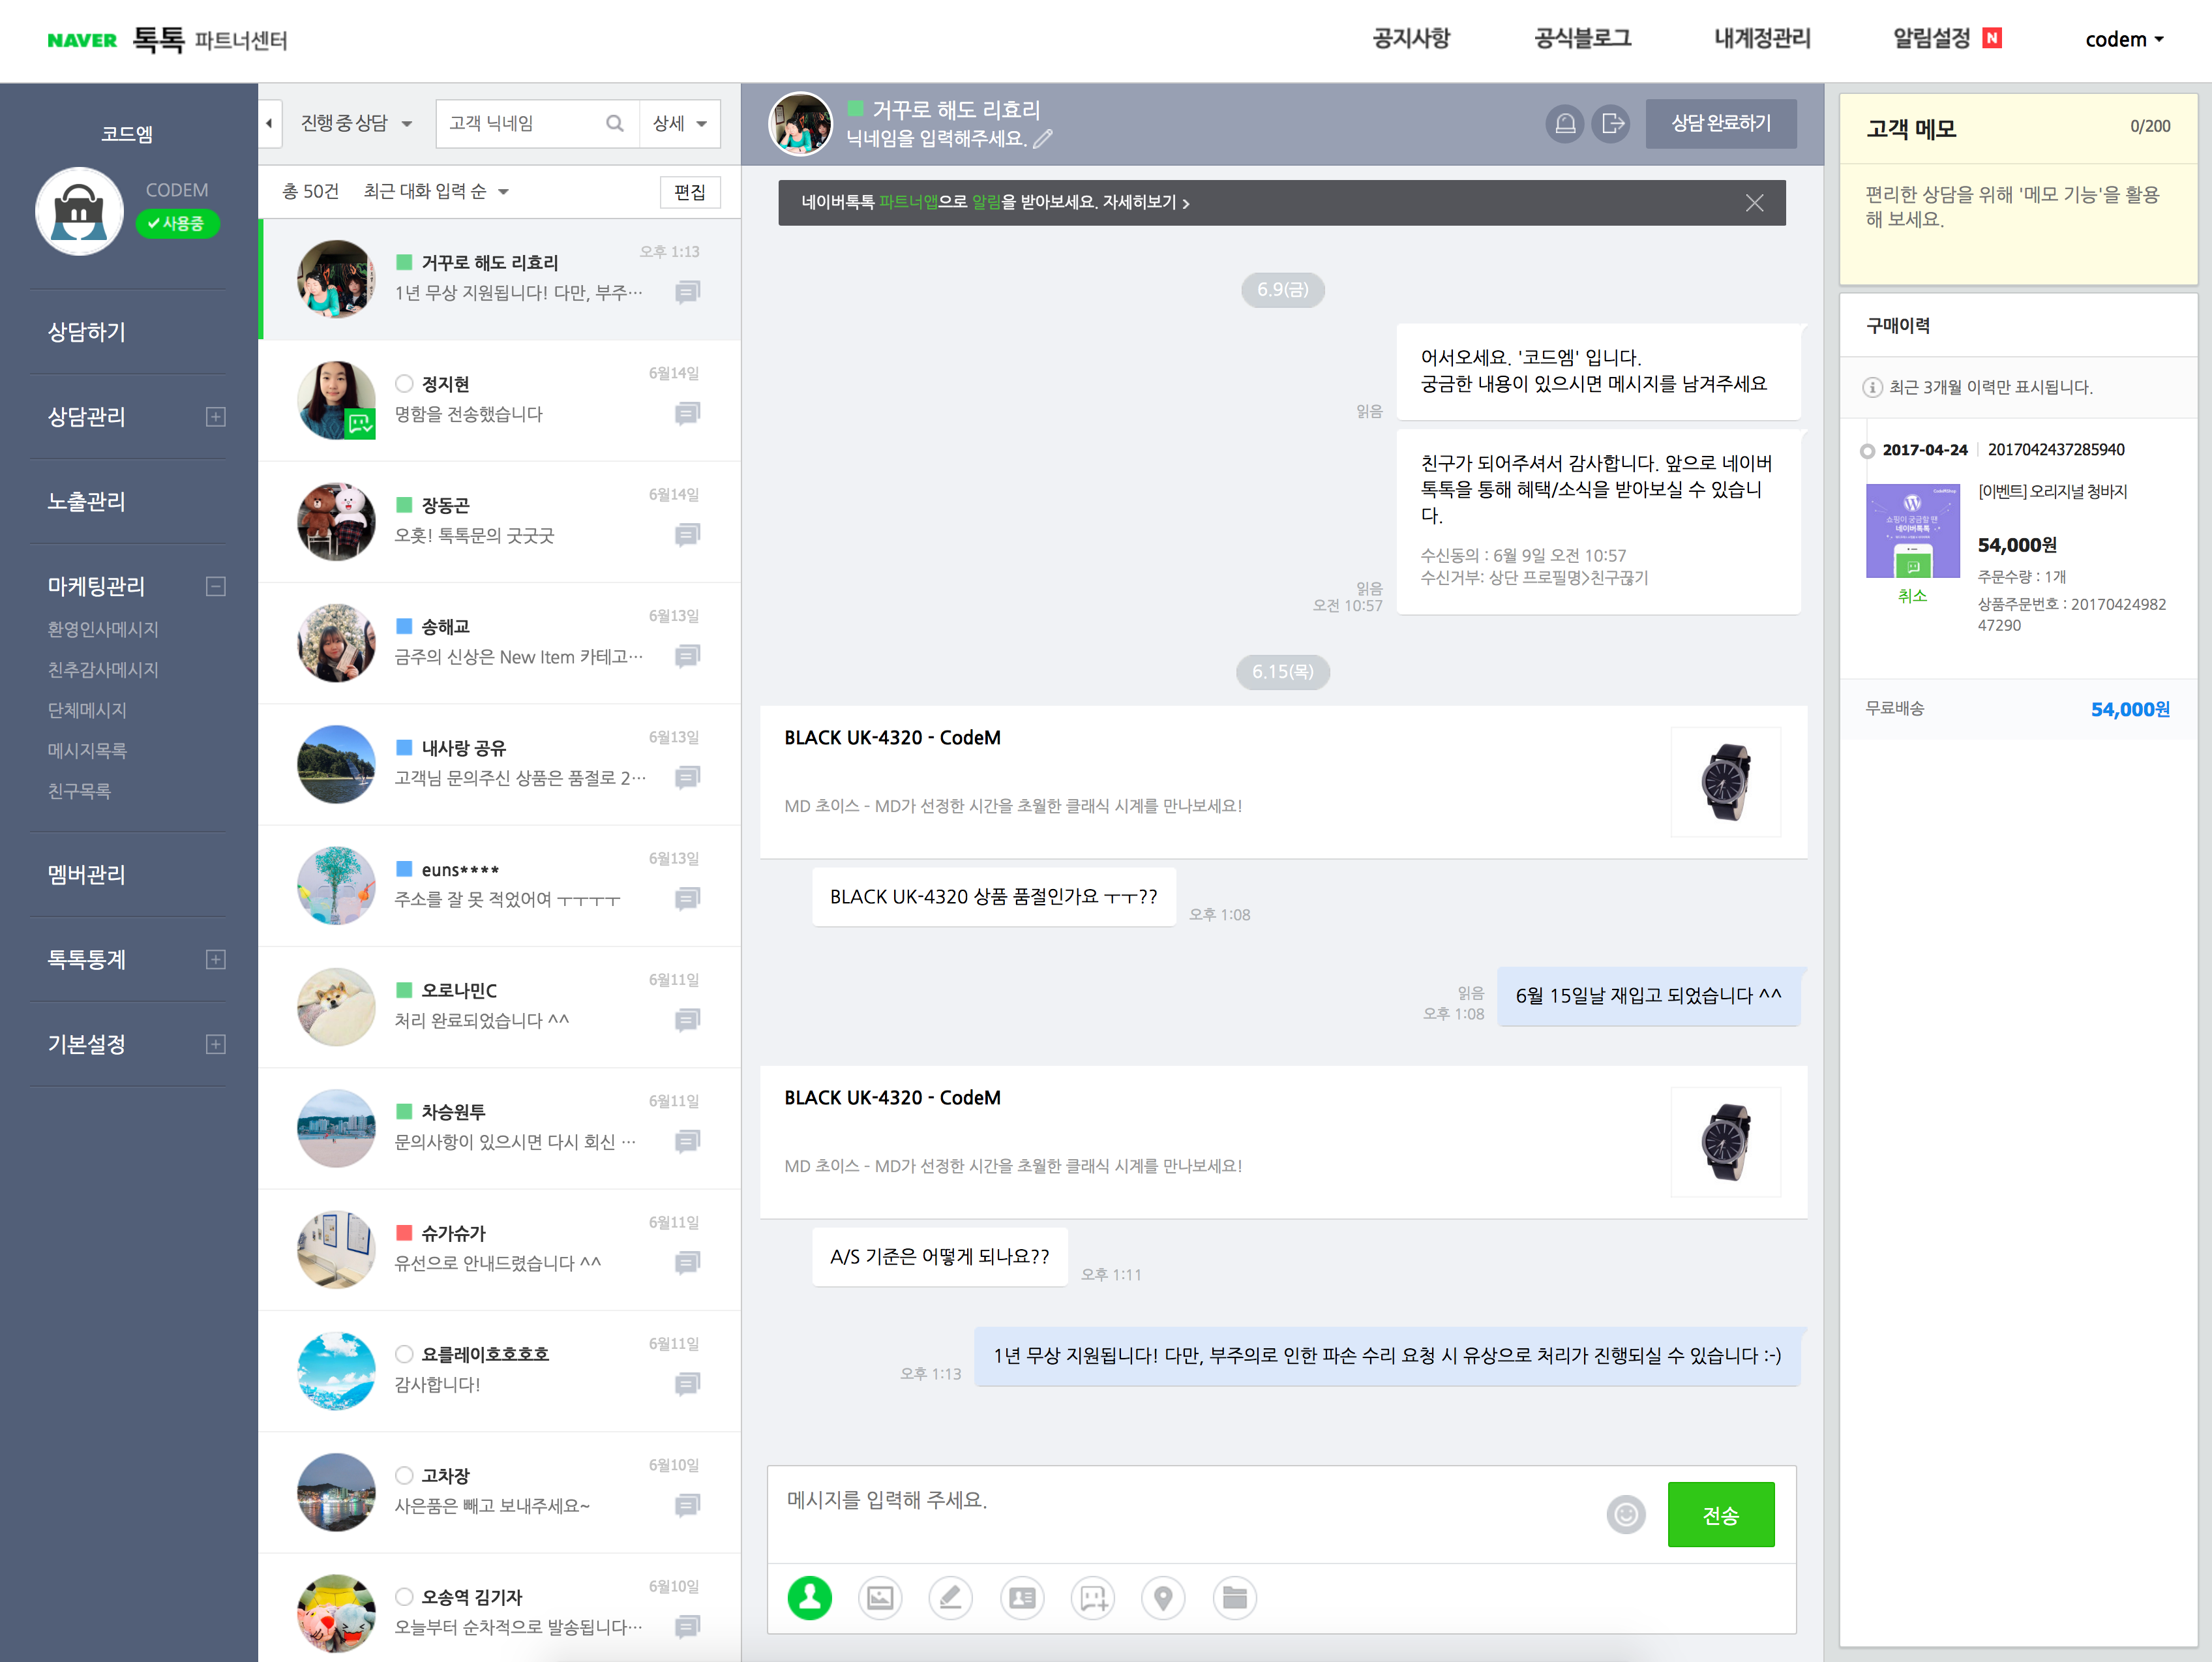 NAVER 톡톡 파트너센터
공지사항
공식블로그
내계정관리
알림설정 N
codem
코드엠
CODEM
사용중
상담하기
상담관리
노출관리
마케팅관리
환영인사메시지
친추감사메시지
단체메시지
메시지목록
친구목록
멤버관리
톡톡통계
기본설정
진행 중 상담
고객 닉네임
상세
총 50건
최근 대화 입력 순
편집
거꾸로 해도 리효리
오후 1:13
1년 무상 지원됩니다! 다만, 부주…
정지현
6월14일
명함을 전송했습니다
장동곤
6월14일
오홋! 톡톡문의 굿굿굿
송해교
6월13일
금주의 신상은 New Item 카테고…
내사랑 공유
6월13일
고객님 문의주신 상품은 품절로 2…
euns****
6월13일
주소를 잘 못 적었어여 ㅜㅜㅜㅜ
오로나민C
6월11일
처리 완료되었습니다 ^^
차승원투
6월11일
문의사항이 있으시면 다시 회신 …
슈가슈가
6월11일
유선으로 안내드렸습니다 ^^
요를레이호호호호
6월11일
감사합니다!
고차장
6월10일
사은품은 빼고 보내주세요~
오송역 김기자
6월10일
오늘부터 순차적으로 발송됩니다…
거꾸로 해도 리효리
닉네임을 입력해주세요.
상담 완료하기
네이버톡톡 파트너앱으로 알림을 받아보세요. 자세히보기 >
6.9(금)
어서오세요. '코드엠' 입니다.
궁금한 내용이 있으시면 메시지를 남겨주세요
읽음
친구가 되어주셔서 감사합니다. 앞으로 네이버
톡톡을 통해 혜택/소식을 받아보실 수 있습니
다.
수신동의 : 6월 9일 오전 10:57
수신거부: 상단 프로필명>친구끊기
읽음
오전 10:57
6.15(목)
BLACK UK-4320 - CodeM
MD 초이스 - MD가 선정한 시간을 초월한 클래식 시계를 만나보세요!
BLACK UK-4320 상품 품절인가요 ㅜㅜ??
오후 1:08
6월 15일날 재입고 되었습니다 ^^
읽음
오후 1:08
BLACK UK-4320 - CodeM
MD 초이스 - MD가 선정한 시간을 초월한 클래식 시계를 만나보세요!
A/S 기준은 어떻게 되나요??
오후 1:11
1년 무상 지원됩니다! 다만, 부주의로 인한 파손 수리 요청 시 유상으로 처리가 진행되실 수 있습니다 :-)
오후 1:13
메시지를 입력해 주세요.
전송
고객 메모
0/200
편리한 상담을 위해 '메모 기능'을 활용
해 보세요.
구매이력
최근 3개월 이력만 표시됩니다.
2017-04-24
2017042437285940
쇼핑이 궁금할 땐
네이버톡톡
[이벤트] 오리지널 청바지
54,000원
주문수량 : 1개
취소
상품주문번호 : 20170424982
47290
무료배송
54,000원